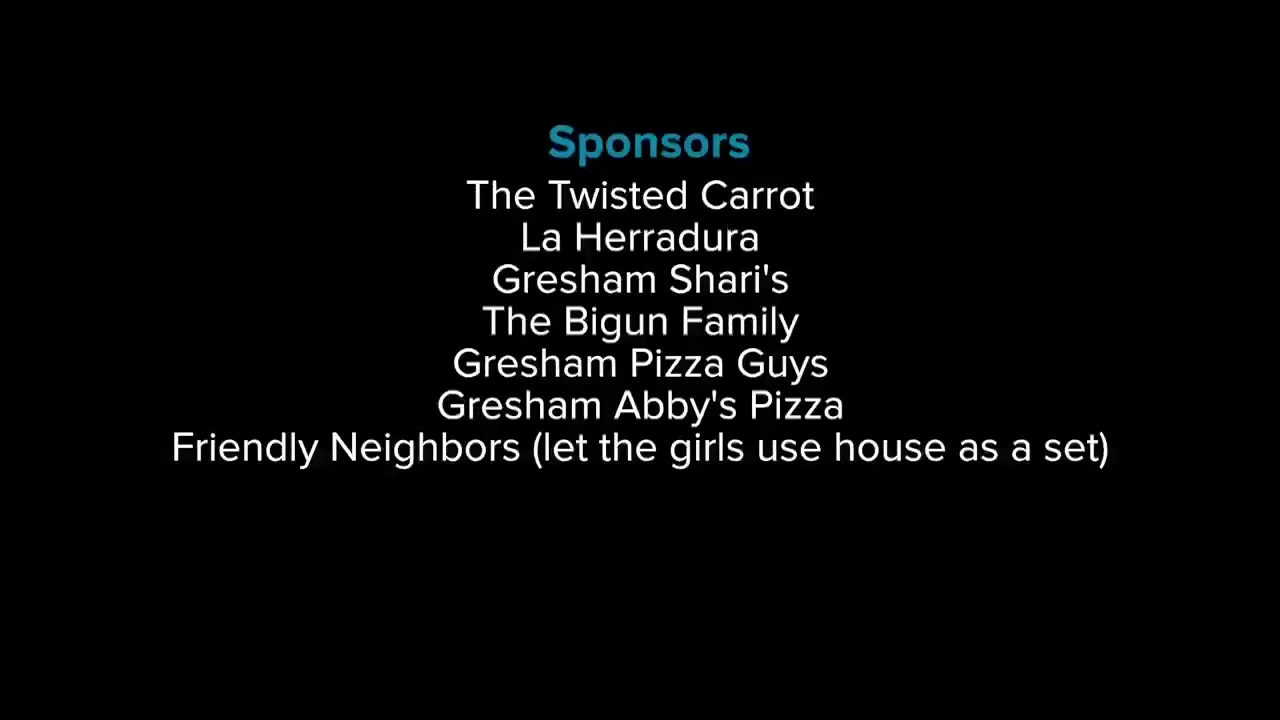 Sponsors
The Twisted Carrot
La Herradura
Gresham Shari's
The Bigun Family
Gresham Pizza Guys
Gresham Abby's Pizza
Friendly Neighbors (let the girls use house as a set)